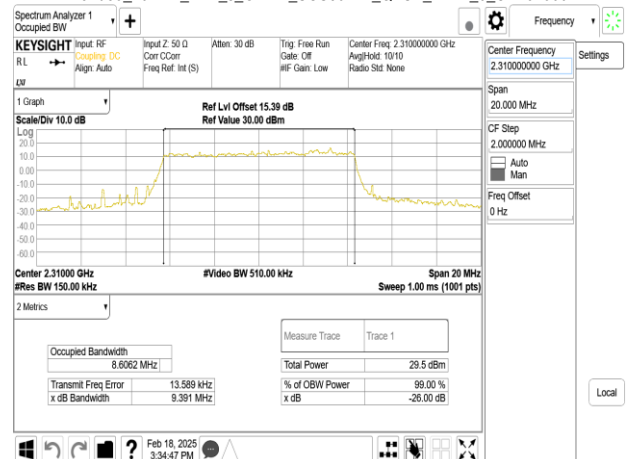 Spectrum Analyzer 1
Occupied BW
Frequency
KEYSIGHT
RL
LXI
Input: RF
Coupling: DC
Align: Auto
Input Z: 50 Ω
Corr CCorr
Freq Ref: Int (S)
Atten: 30 dB
Trig: Free Run
Gate: Off
#IF Gain: Low
Center Freq: 2.310000000 GHz
Avg|Hold: 10/10
Radio Std: None
Center Frequency
2.310000000 GHz
Settings
Span
20.000 MHz
CF Step
2.000000 MHz
Auto
Man
Freq Offset
0 Hz
Local
1 Graph
Scale/Div 10.0 dB
Ref Lvl Offset 15.39 dB
Ref Value 30.00 dBm
Log
20.0
10.0
0.00
-10.0
-20.0
-30.0
-40.0
-50.0
-60.0
Center 2.31000 GHz
#Video BW 510.00 kHz
Span 20 MHz
#Res BW 150.00 kHz
Sweep 1.00 ms (1001 pts)
2 Metrics
Measure Trace Trace 1
Occupied Bandwidth
8.6062 MHz
Total Power 29.5 dBm
Transmit Freq Error 13.589 kHz
% of OBW Power 99.00 %
x dB Bandwidth 9.391 MHz
x dB -26.00 dB
Feb 18, 2025
3:34:47 PM